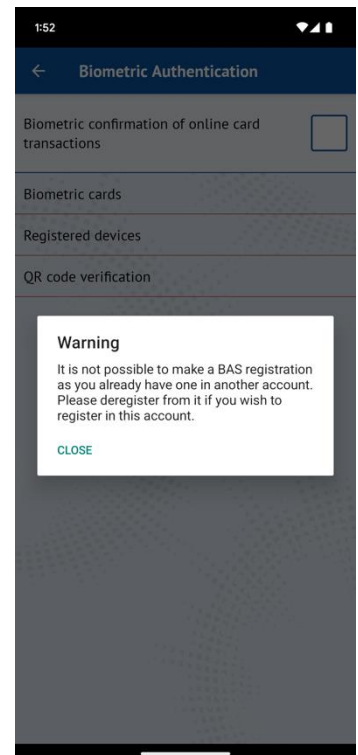 1:52
Biometric Authentication
Biometric confirmation of online card
transactions
Biometric cards
Registered devices
QR code verification
Warning
It is not possible to make a BAS registration
as you already have one in another account.
Please deregister from it if you wish to
register in this account.
CLOSE